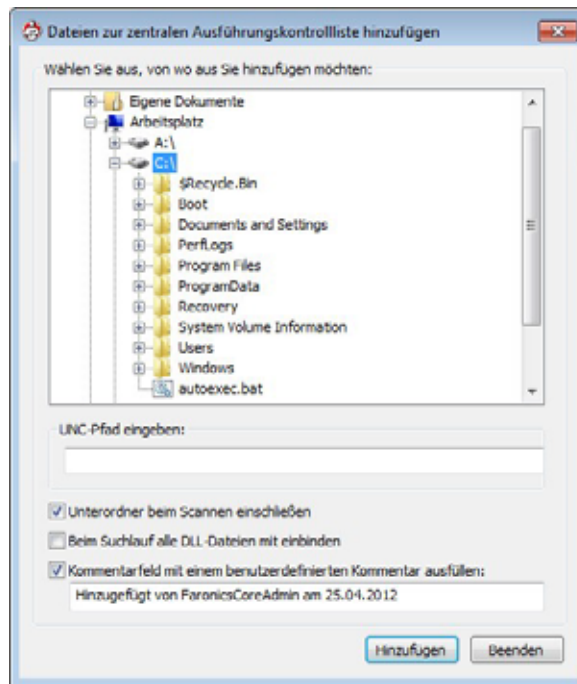 Dateien zur zentralen Ausführungskontrollliste hinzufügen
Wählen Sie aus, von wo aus Sie hinzufügen möchten:
Eigene Dokumente
Arbeitsplatz
A:\
C:\
$Recycle.Bin
Boot
Documents and Settings
PerfLogs
Program Files
ProgramData
Recovery
System Volume Information
Users
Windows
autoexec.bat
UNC-Pfad eingeben:
Unterordner beim Scannen einschließen
Beim Suchlauf alle DLL-Dateien mit einbinden
Kommentarfeld mit einem benutzerdefinierten Kommentar ausfüllen:
Hinzugefügt von FaronicsCoreAdmin am 25.04.2012
Hinzufügen
Beenden